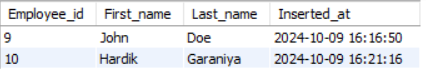 Employee_id First_name Last_name Inserted_at
9 John Doe 2024-10-09 16:16:50
10 Hardik Garaniya 2024-10-09 16:21:16